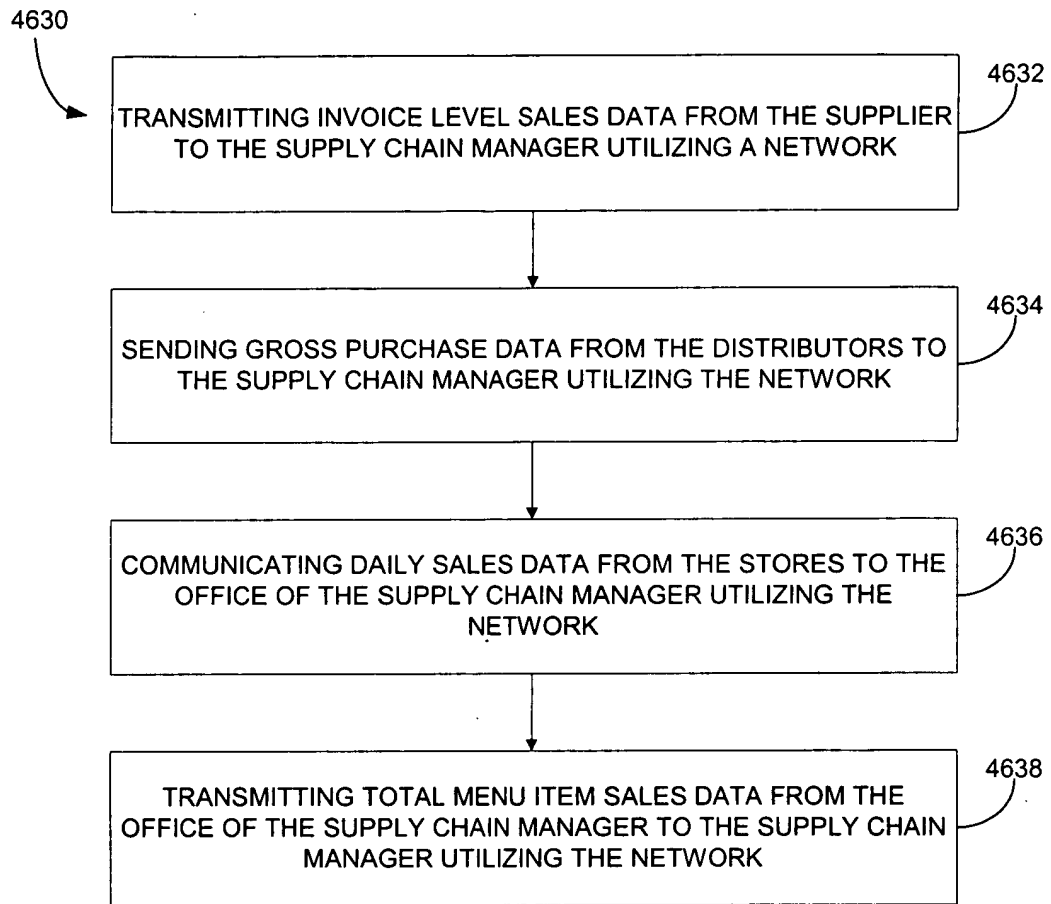 4630
4632
TRANSMITTING INVOICE LEVEL SALES DATA FROM THE SUPPLIER
TO THE SUPPLY CHAIN MANAGER UTILIZING A NETWORK
4634
SENDING GROSS PURCHASE DATA FROM THE DISTRIBUTORS TO
THE SUPPLY CHAIN MANAGER UTILIZING THE NETWORK
4636
COMMUNICATING DAILY SALES DATA FROM THE STORES TO THE
OFFICE OF THE SUPPLY CHAIN MANAGER UTILIZING THE
NETWORK
4638
TRANSMITTING TOTAL MENU ITEM SALES DATA FROM THE
OFFICE OF THE SUPPLY CHAIN MANAGER TO THE SUPPLY CHAIN
MANAGER UTILIZING THE NETWORK